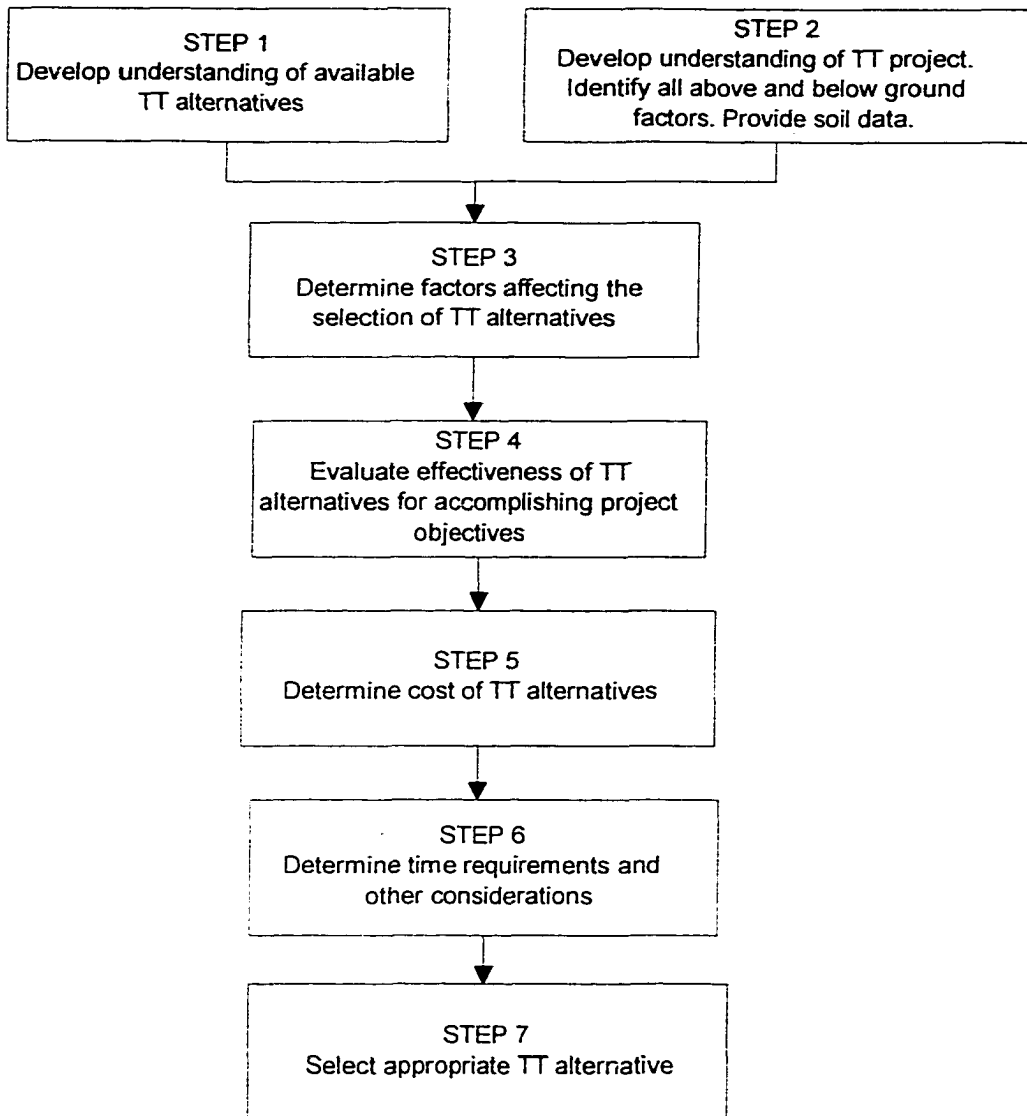 STEP 1
Develop understanding of available
TT alternatives
STEP 2
Develop understanding of TT project.
Identify all above and below ground
factors. Provide soil data.
STEP 3
Determine factors affecting the
selection of TT alternatives
STEP 4
Evaluate effectiveness of TT
alternatives for accomplishing project
objectives
STEP 5
Determine cost of TT alternatives
STEP 6
Determine time requirements and
other considerations
STEP 7
Select appropriate TT alternative